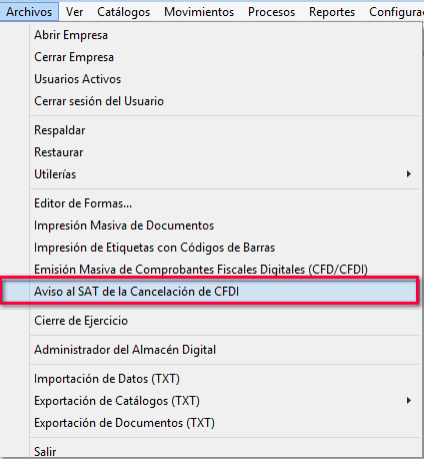 Archivos Ver Catálogos Movimientos Procesos Reportes Configura
Abrir Empresa
Cerrar Empresa
Usuarios Activos
Cerrar sesión del Usuario
Respaldar
Restaurar
Utilerías
Editor de Formas...
Impresión Masiva de Documentos
Impresión de Etiquetas con Códigos de Barras
Emisión Masiva de Comprobantes Fiscales Digitales (CFD/CFDI)
Aviso al SAT de la Cancelación de CFDI
Cierre de Ejercicio
Administrador del Almacén Digital
Importación de Datos (TXT)
Exportación de Catálogos (TXT)
Exportación de Documentos (TXT)
Salir